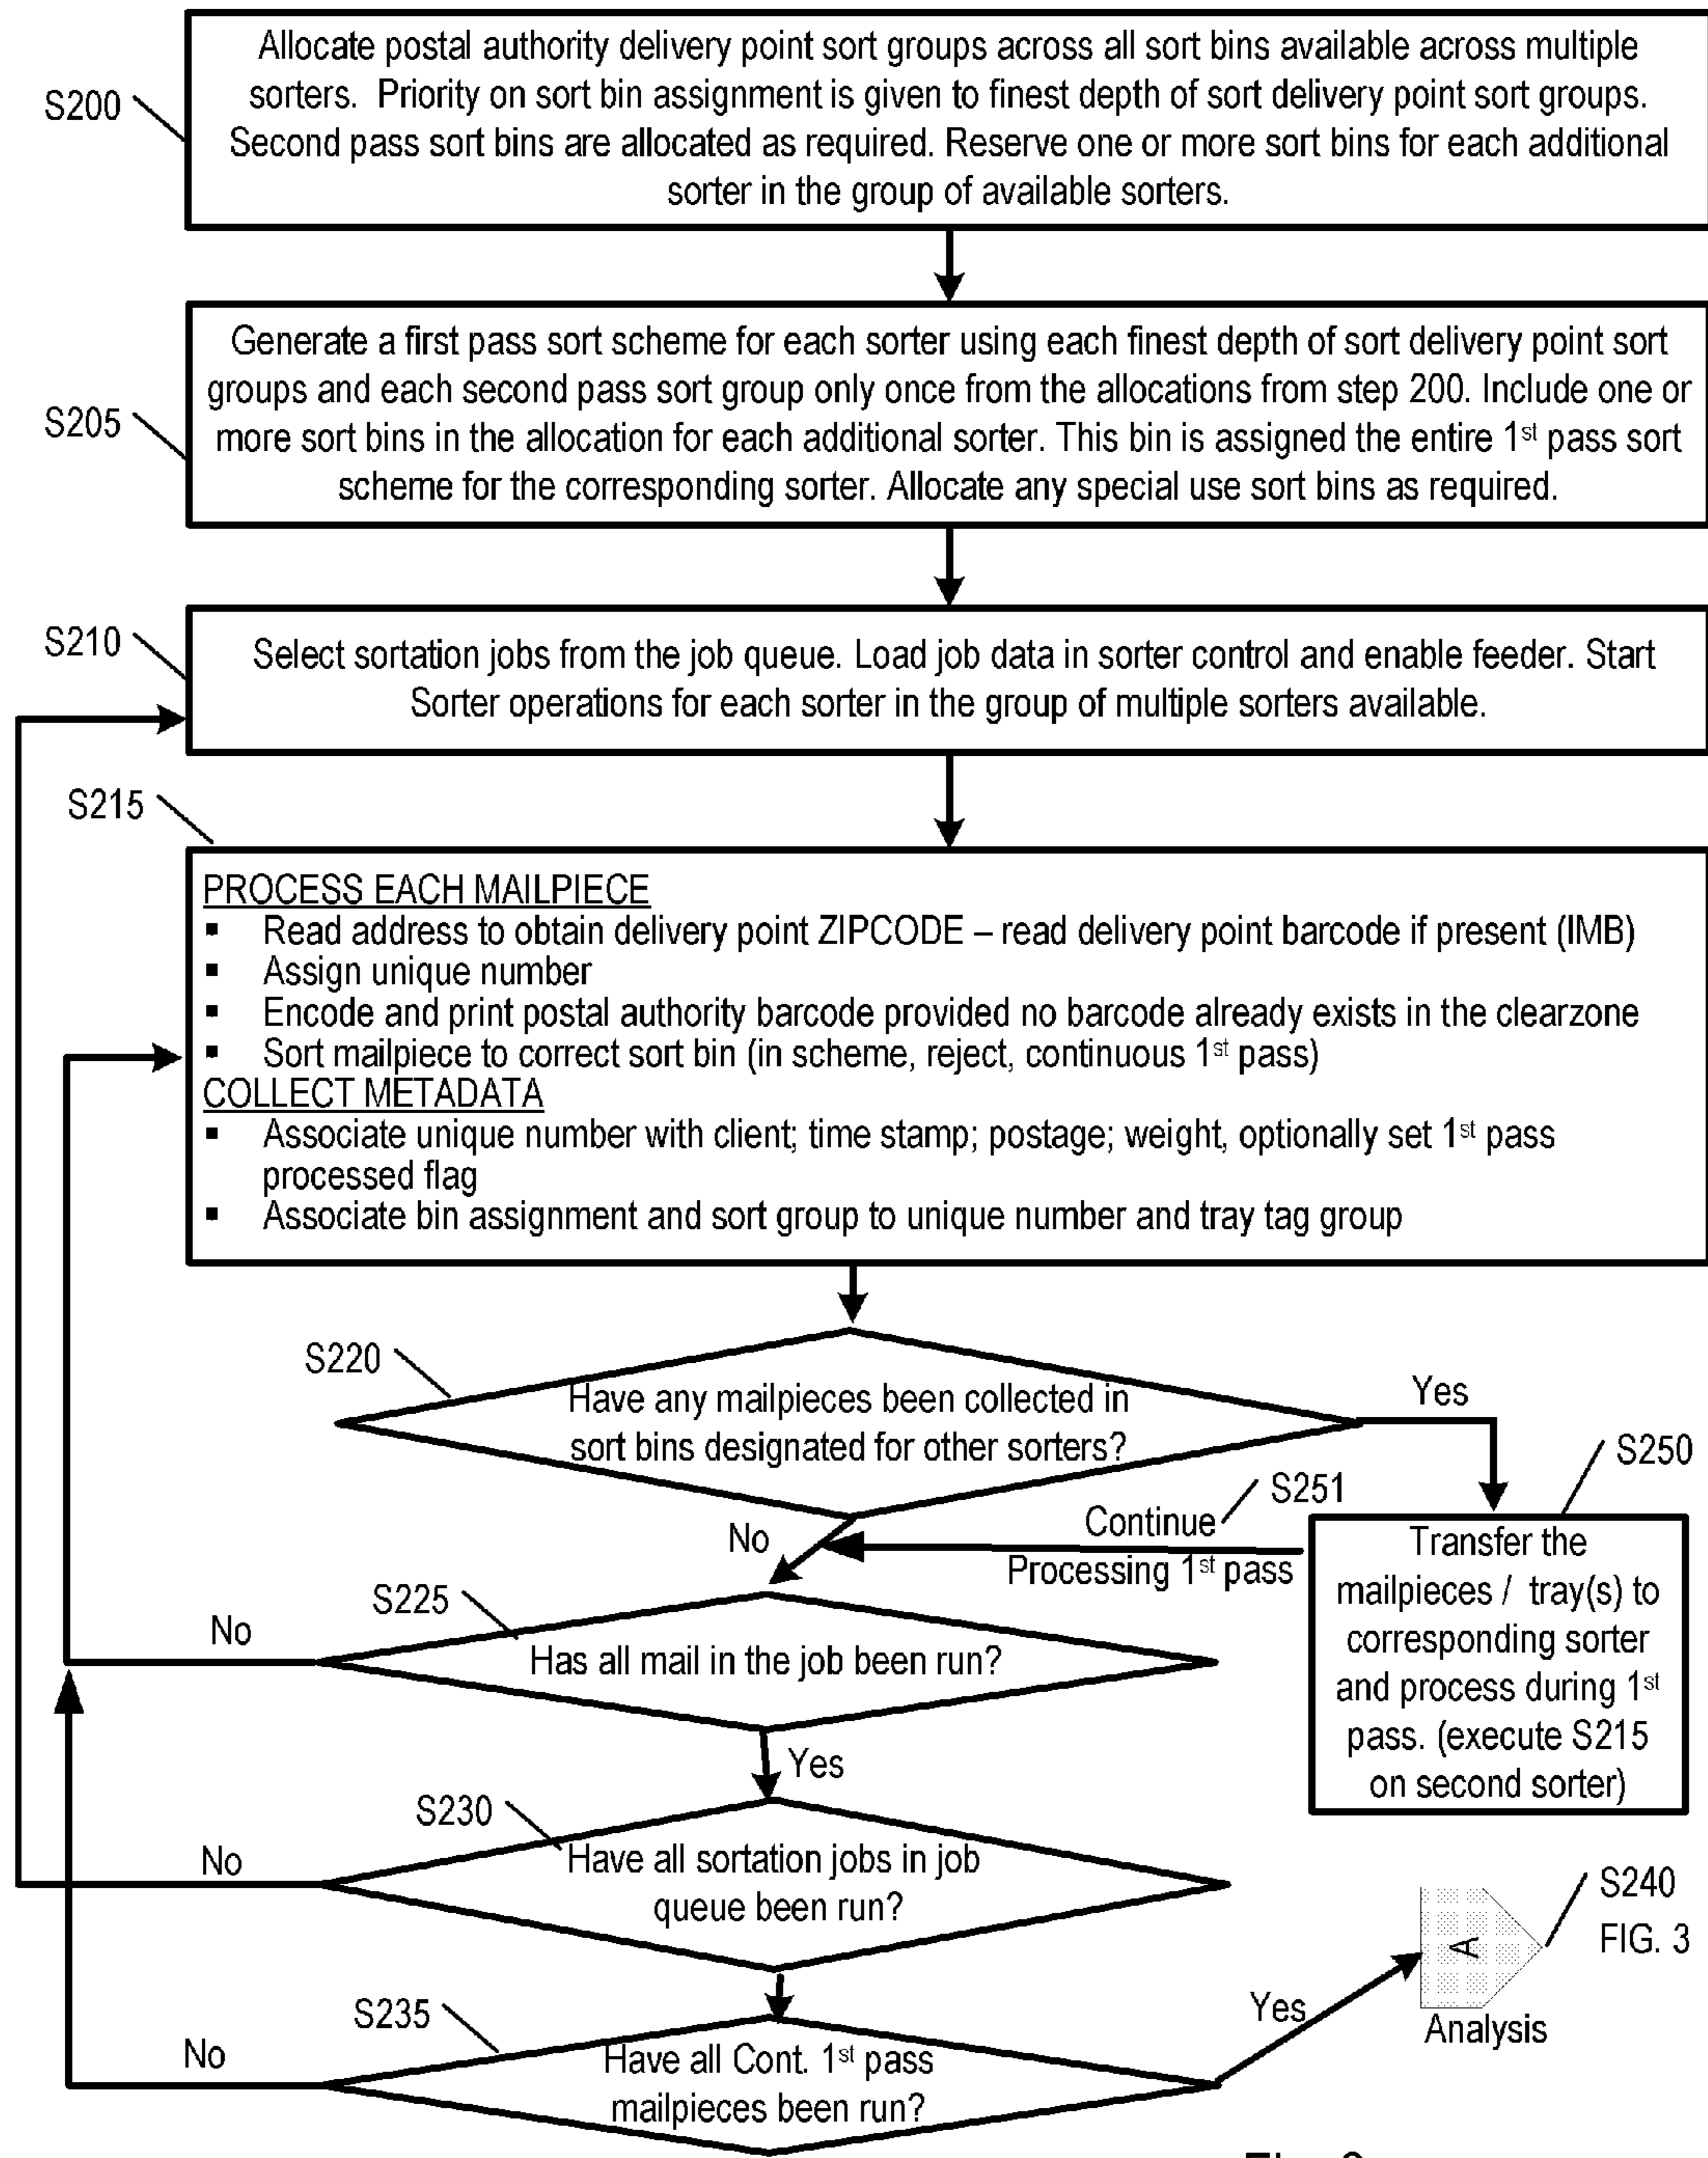 Allocate postal authority delivery point sort groups across all sort bins available across multiple
sorters. Priority on sort bin assignment is given to finest depth of sort delivery point sort groups.
Second pass sort bins are allocated as required. Reserve one or more sort bins for each additional
sorter in the group of available sorters.
S200
Generate a first pass sort scheme for each sorter using each finest depth of sort delivery point sort
groups and each second pass sort group only once from the allocations from step 200. Include one or
more sort bins in the allocation for each additional sorter. This bin is assigned the entire 1st pass sort
scheme for the corresponding sorter. Allocate any special use sort bins as required.
S205
S210
Select sortation jobs from the job queue. Load job data in sorter control and enable feeder. Start
Sorter operations for each sorter in the group of multiple sorters available.
S215
PROCESS EACH MAILPIECE
▪ Read address to obtain delivery point ZIPCODE – read delivery point barcode if present (IMB)
▪ Assign unique number
▪ Encode and print postal authority barcode provided no barcode already exists in the clearzone
▪ Sort mailpiece to correct sort bin (in scheme, reject, continuous 1st pass)
COLLECT METADATA
▪ Associate unique number with client; time stamp; postage; weight, optionally set 1st pass
processed flag
▪ Associate bin assignment and sort group to unique number and tray tag group
S220
Have any mailpieces been collected in
sort bins designated for other sorters?
Yes
S250
Transfer the
mailpieces / tray(s) to
corresponding sorter
and process during 1st
pass. (execute S215
on second sorter)
S251
Continue
Processing 1st pass
No
S225
Has all mail in the job been run?
No
Yes
S230
Have all sortation jobs in job
queue been run?
No
S235
Have all Cont. 1st pass
mailpieces been run?
No
Yes
A
Analysis
S240
FIG. 3